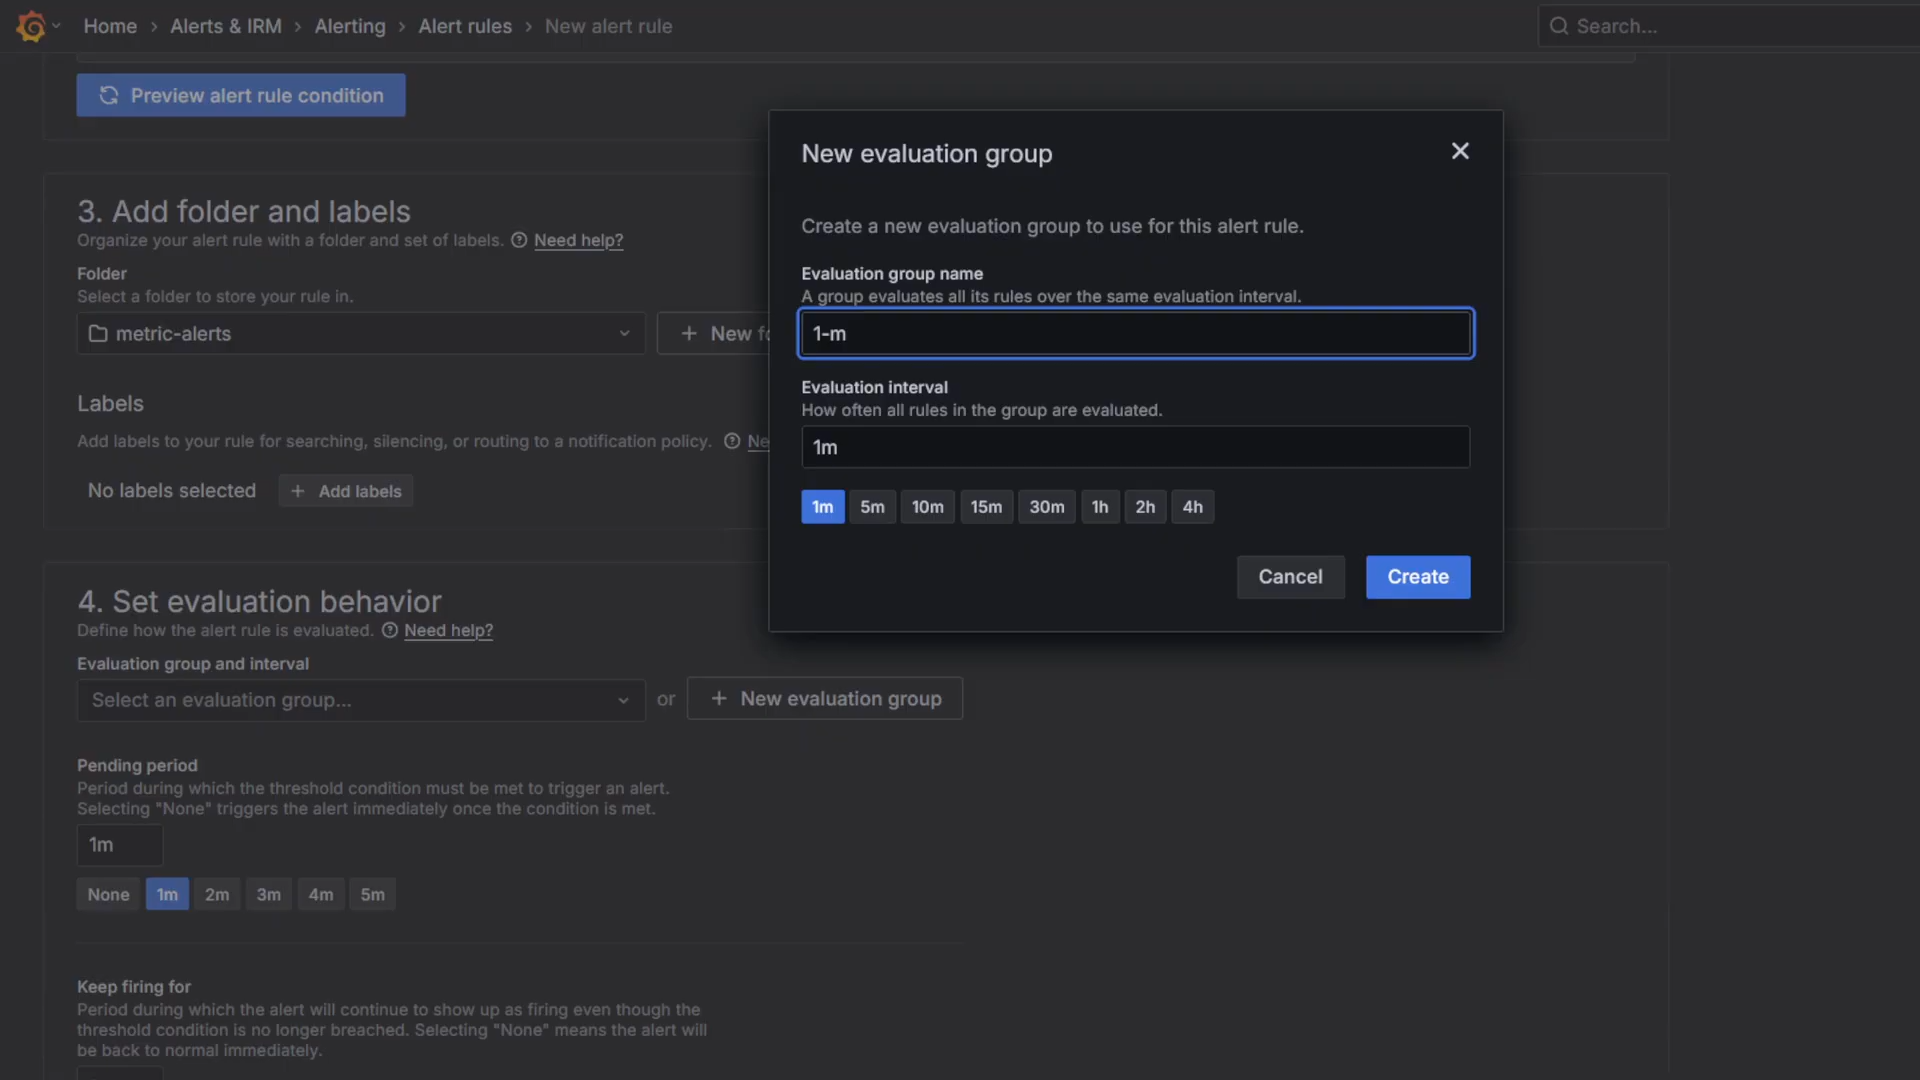 Home › Alerts & IRM › Alerting › Alert rules › New alert rule
Search...
Preview alert rule condition
3. Add folder and labels
Organize your alert rule with a folder and set of labels. Need help?
Folder
Select a folder to store your rule in.
metric-alerts
+ New fo
Labels
Add labels to your rule for searching, silencing, or routing to a notification policy. Ne
No labels selected + Add labels
4. Set evaluation behavior
Define how the alert rule is evaluated. Need help?
Evaluation group and interval
Select an evaluation group... or + New evaluation group
Pending period
Period during which the threshold condition must be met to trigger an alert.
Selecting "None" triggers the alert immediately once the condition is met.
1m
None 1m 2m 3m 4m 5m
Keep firing for
Period during which the alert will continue to show up as firing even though the
threshold condition is no longer breached. Selecting "None" means the alert will
be back to normal immediately.
New evaluation group
Create a new evaluation group to use for this alert rule.
Evaluation group name
A group evaluates all its rules over the same evaluation interval.
1-m
Evaluation interval
How often all rules in the group are evaluated.
1m
1m 5m 10m 15m 30m 1h 2h 4h
Cancel Create